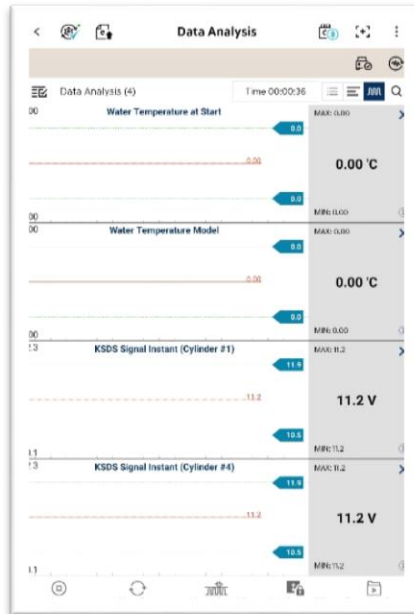 Data Analysis
Data Analysis (4)
Time 00:00:36
Water Temperature at Start
MAX: 0.00
0.0
0.00
0.00 'C
0.0
MIN: 0.00
Water Temperature Model
MAX: 0.00
0.0
0.00
0.00 'C
0.0
MIN: 0.00
KSDS Signal Instant (Cylinder #1)
MAX: 11.2
11.9
11.2
11.2 V
10.5
MIN: 11.2
KSDS Signal Instant (Cylinder #4)
MAX: 11.2
11.9
11.2
11.2 V
10.5
MIN: 11.2